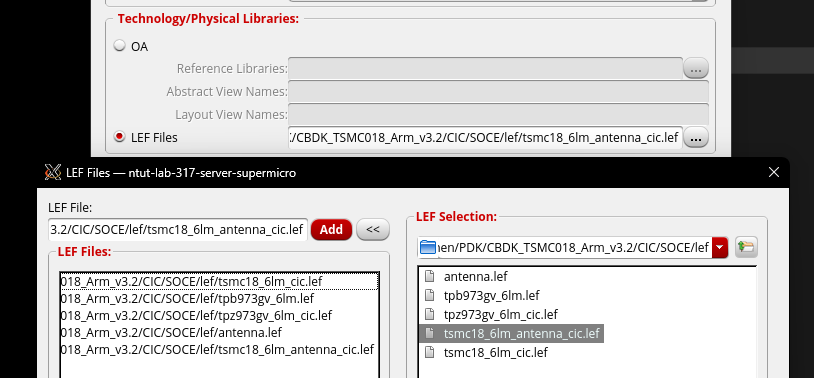 Technology/Physical Libraries:
OA
Reference Libraries:
...
Abstract View Names:
Layout View Names:
LEF Files
:/CBDK_TSMC018_Arm_v3.2/CIC/SOCE/lef/tsmc18_6lm_antenna_cic.lef
...
LEF Files — ntut-lab-317-server-supermicro
LEF File:
3.2/CIC/SOCE/lef/tsmc18_6lm_antenna_cic.lef
Add
<<
LEF Files:
018_Arm_v3.2/CIC/SOCE/lef/tsmc18_6lm_cic.lef
018_Arm_v3.2/CIC/SOCE/lef/tpb973gv_6lm.lef
018_Arm_v3.2/CIC/SOCE/lef/tpz973gv_6lm_cic.lef
018_Arm_v3.2/CIC/SOCE/lef/antenna.lef
018_Arm_v3.2/CIC/SOCE/lef/tsmc18_6lm_antenna_cic.lef
LEF Selection:
en/PDK/CBDK_TSMC018_Arm_v3.2/CIC/SOCE/lef
antenna.lef
tpb973gv_6lm.lef
tpz973gv_6lm_cic.lef
tsmc18_6lm_antenna_cic.lef
tsmc18_6lm_cic.lef